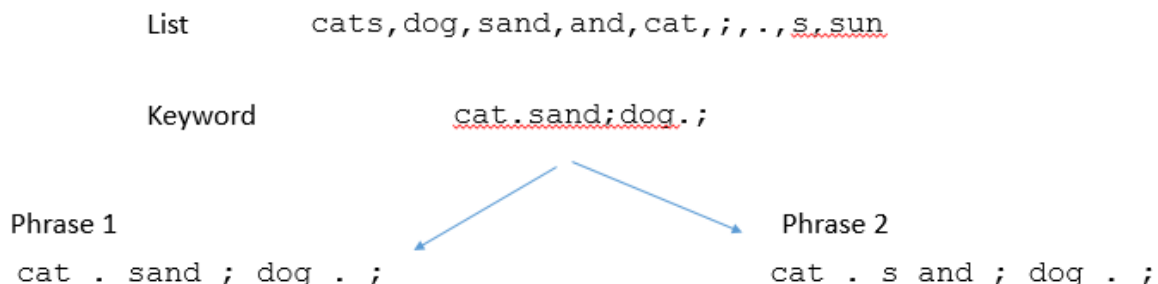 List cats,dog,sand,and,cat,;,.,s,sun
Keyword cat.sand;dog.;
Phrase 1 Phrase 2
cat . sand ; dog . ; cat . s and ; dog . ;